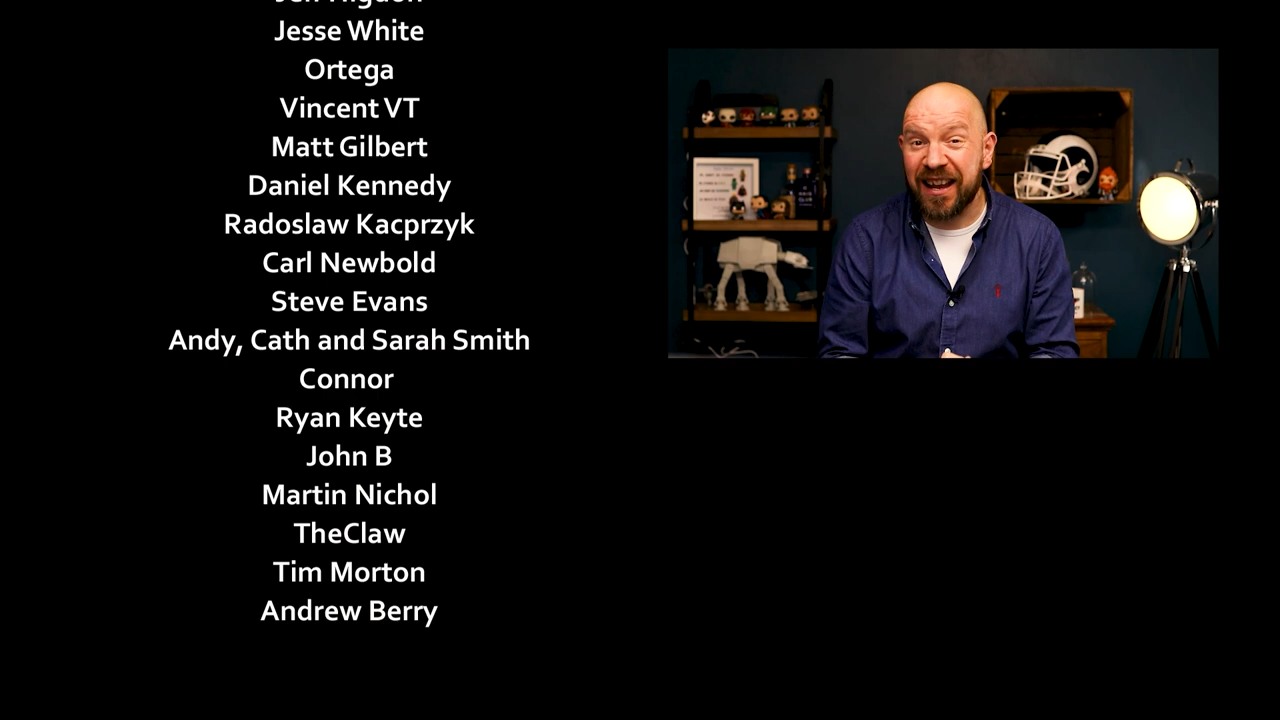 Jesse White
Ortega
Vincent VT
Matt Gilbert
Daniel Kennedy
Radoslaw Kacprzyk
Carl Newbold
Steve Evans
Andy, Cath and Sarah Smith
Connor
Ryan Keyte
John B
Martin Nichol
TheClaw
Tim Morton
Andrew Berry